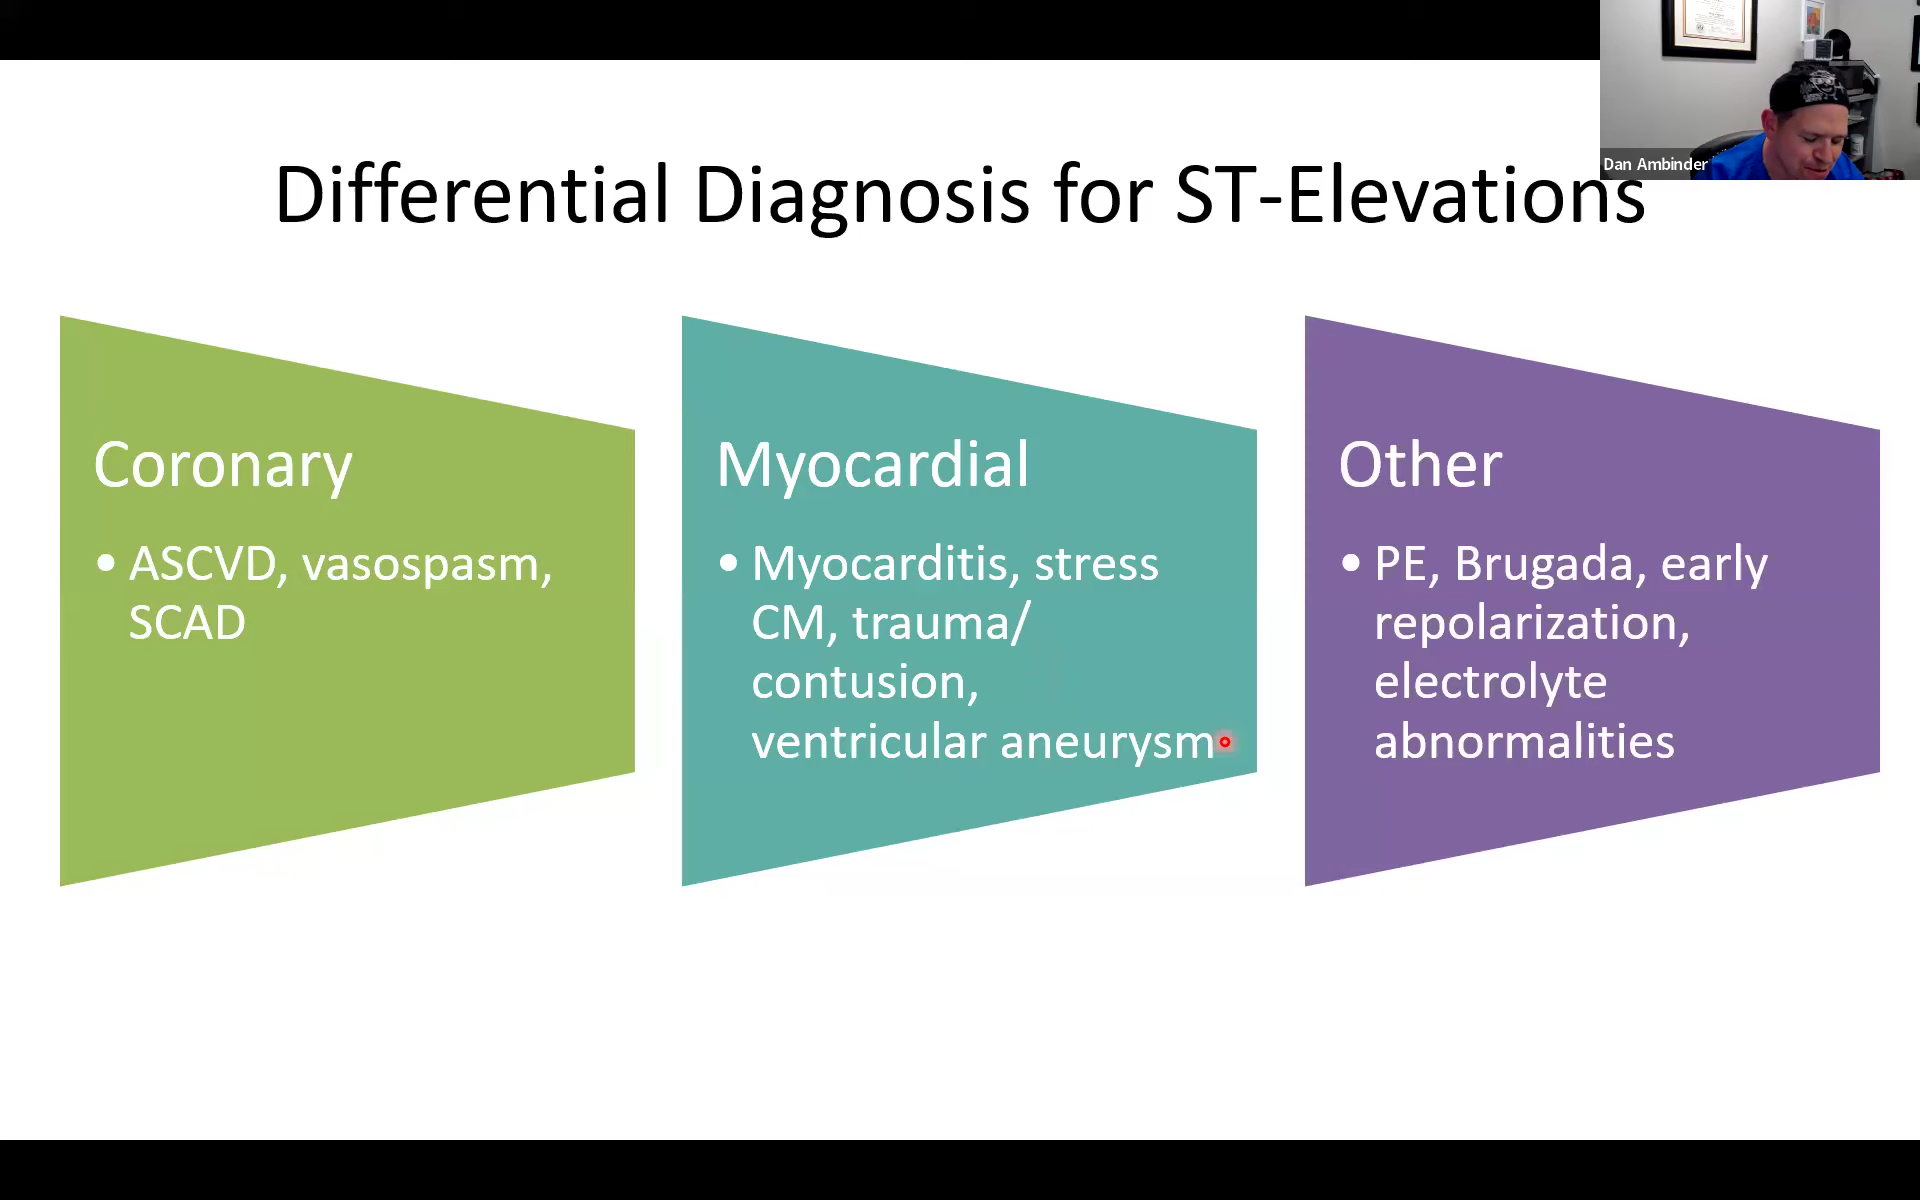 Dan Ambinder
Differential Diagnosis for ST-Elevations
Coronary
• ASCVD, vasospasm,
SCAD
Myocardial
• Myocarditis, stress
CM, trauma/
contusion,
ventricular aneurysm
Other
• PE, Brugada, early
repolarization,
electrolyte
abnormalities